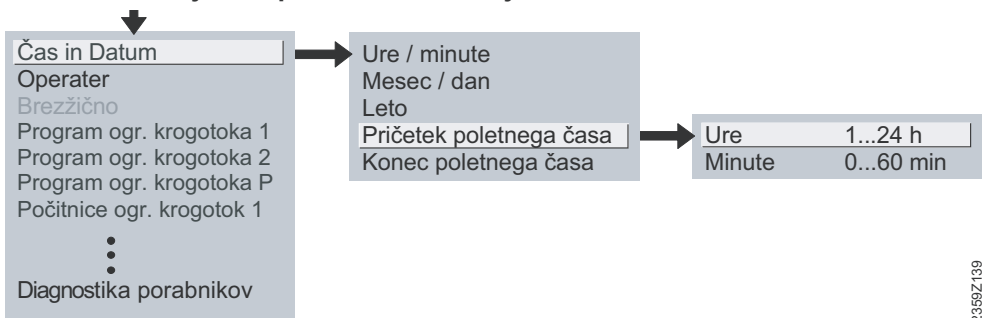 Čas in Datum
Operater
Brezžično
Program ogr. krogotoka 1
Program ogr. krogotoka 2
Program ogr. krogotoka P
Počitnice ogr. krogotok 1
Diagnostika porabnikov
Ure / minute
Mesec / dan
Leto
Pričetek poletnega časa
Konec poletnega časa
Ure 1...24 h
Minute 0...60 min
2359Z139